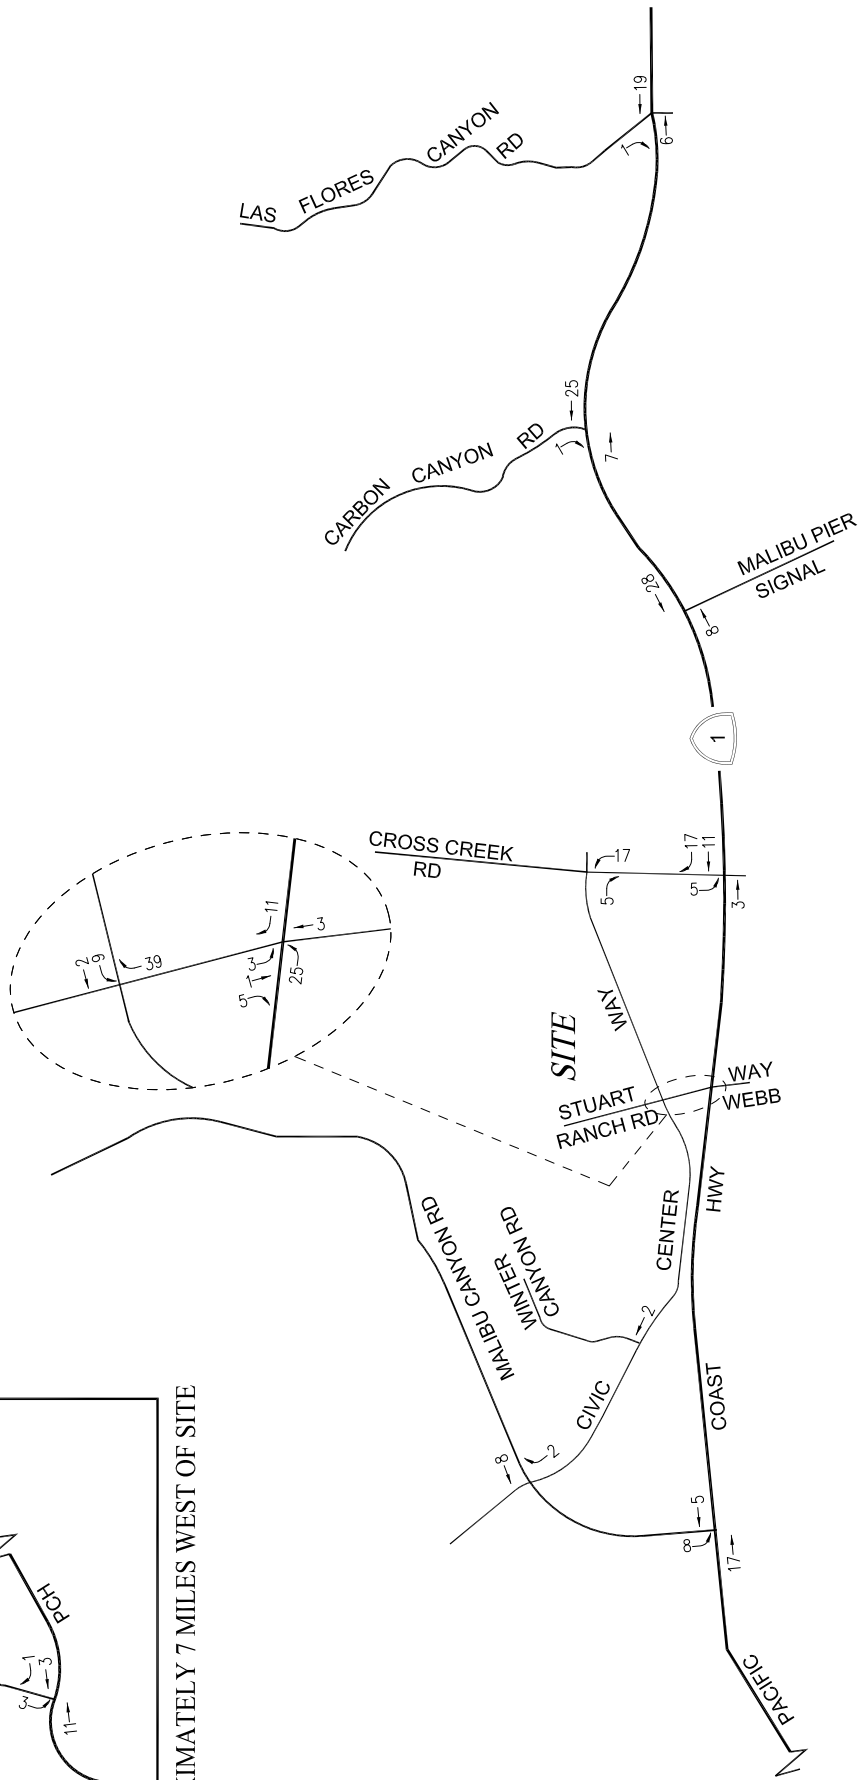 19
1
6
LAS FLORES CANYON
RD
25
1
7
CARBON CANYON RD
28
8
MALIBU PIER
SIGNAL
1
CROSS CREEK
RD
17
5
17
11
5
3
2
9
39
11
3
3
1
5
25
SITE
WAY
STUART
RANCH RD
WAY
WEBB
HWY
CENTER
WINTER
CANYON RD
MALIBU CANYON RD
2
CIVIC
COAST
8
2
5
8
17
PACIFIC
PCH
1
3
3
11
IMATELY 7 MILES WEST OF SITE